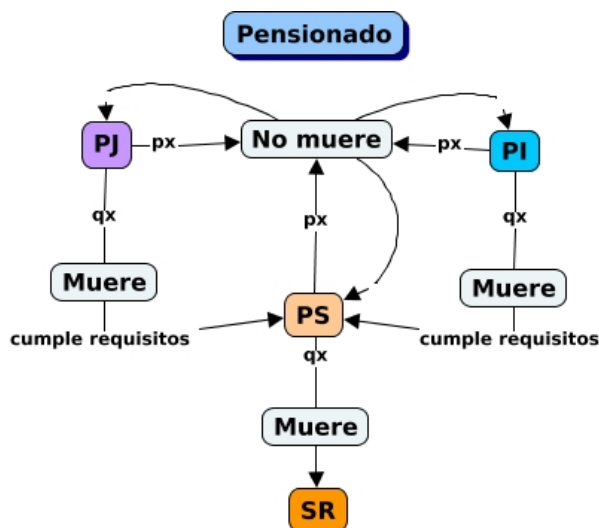 Pensionado
PJ
px
No muere
px
PI
qx
px
qx
Muere
Muere
PS
cumple requisitos
cumple requisitos
qx
Muere
SR